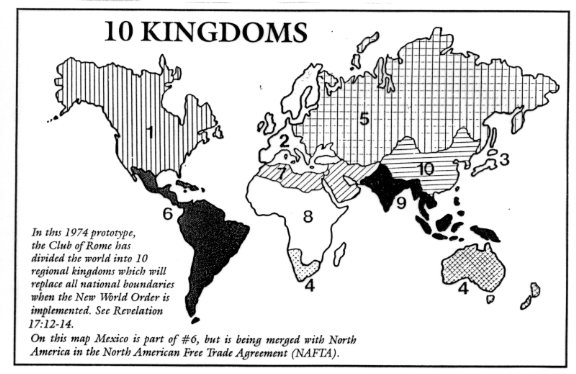 10 KINGDOMS
1
2
3
4
4
5
6
7
8
9
10
In this 1974 prototype,
the Club of Rome has
divided the world into 10
regional kingdoms which will
replace all national boundaries
when the New World Order is
implemented. See Revelation
17:12-14.
On this map Mexico is part of #6, but is being merged with North
America in the North American Free Trade Agreement (NAFTA).